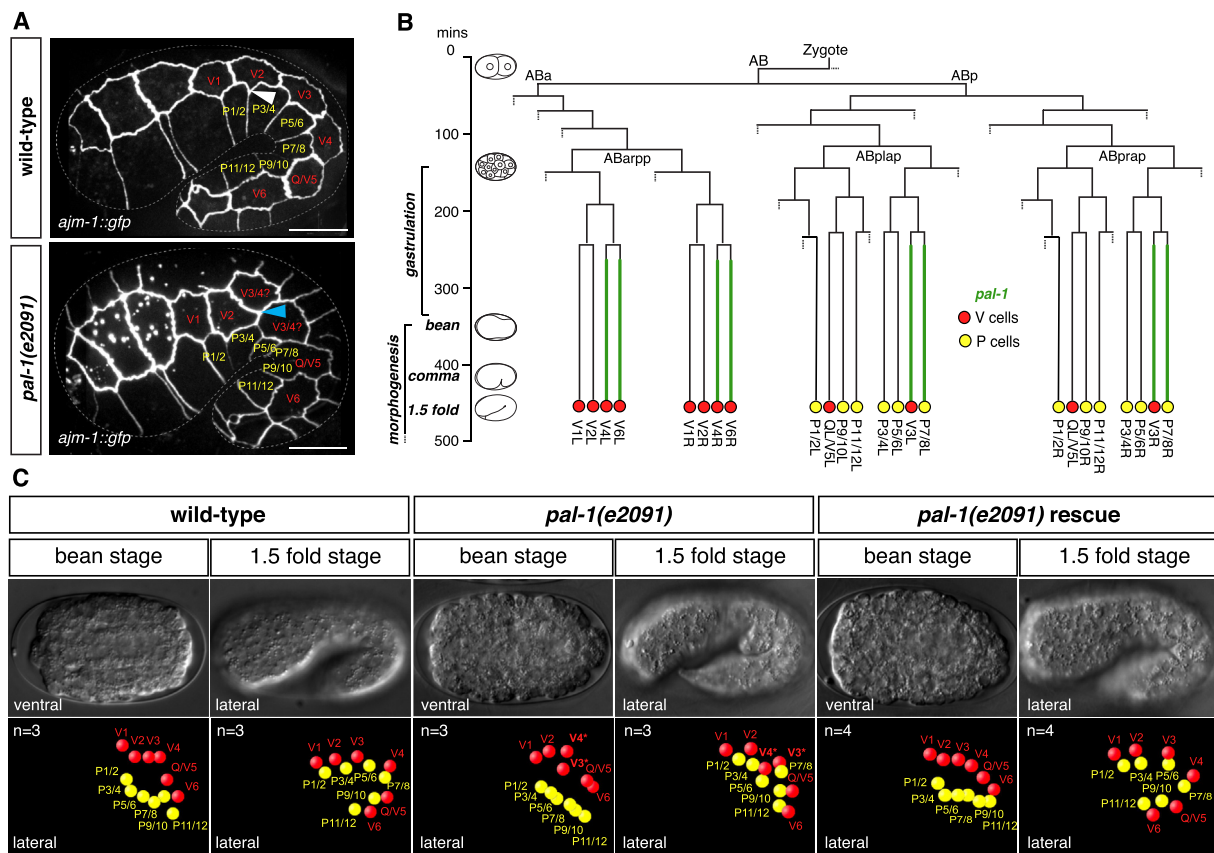 A
wild-type
V1
V2
V3
V4
P1/2
P3/4
P5/6
P7/8
P9/10
P11/12
Q/V5
V6
ajm-1::gfp
pal-1(e2091)
V3/4?
V1
V2
V3/4?
P1/2
P3/4
P5/6
P7/8
P9/10
Q/V5
P11/12
V6
ajm-1::gfp
B
mins
0
100
200
300
400
500
gastrulation
morphogenesis
bean
comma
1.5 fold
Zygote
AB
ABa
ABp
ABarpp
ABplap
ABprap
pal-1
V cells
P cells
V1L
V2L
V4L
V6L
V1R
V2R
V4R
V6R
P1/2L
QL/V5L
P9/10L
P11/12L
P3/4L
P5/6L
V3L
P7/8L
P1/2R
QL/V5L
P9/10R
P11/12R
P3/4R
P5/6R
V3R
P7/8R
C
wild-type
pal-1(e2091)
pal-1(e2091) rescue
bean stage
1.5 fold stage
bean stage
1.5 fold stage
bean stage
1.5 fold stage
ventral
lateral
ventral
lateral
ventral
lateral
n=3
V1
V2
V3
V4
P1/2
Q/V5
P3/4
V6
P5/6
P7/8
P9/10
P11/12
lateral
n=3
V1
V2
V3
V4
P1/2
P3/4
P5/6
P7/8
P9/10
Q/V5
P11/12
V6
lateral
n=3
V1
V2
V4*
V3*
Q/V5
P1/2
V6
P3/4
P5/6
P7/8
P9/10
P11/12
lateral
n=3
V1
V2
V4*
V3*
P1/2
P7/8
P3/4
Q/V5
P5/6
P9/10
P11/12
V6
lateral
n=4
V1
V2
V3
V4
P1/2
Q/V5
P3/4
V6
P5/6
P7/8
P9/10
P11/12
lateral
n=4
V1
V2
V3
P1/2
P3/4
P5/6
V4
P9/10
P7/8
P11/12
V6
Q/V5
lateral